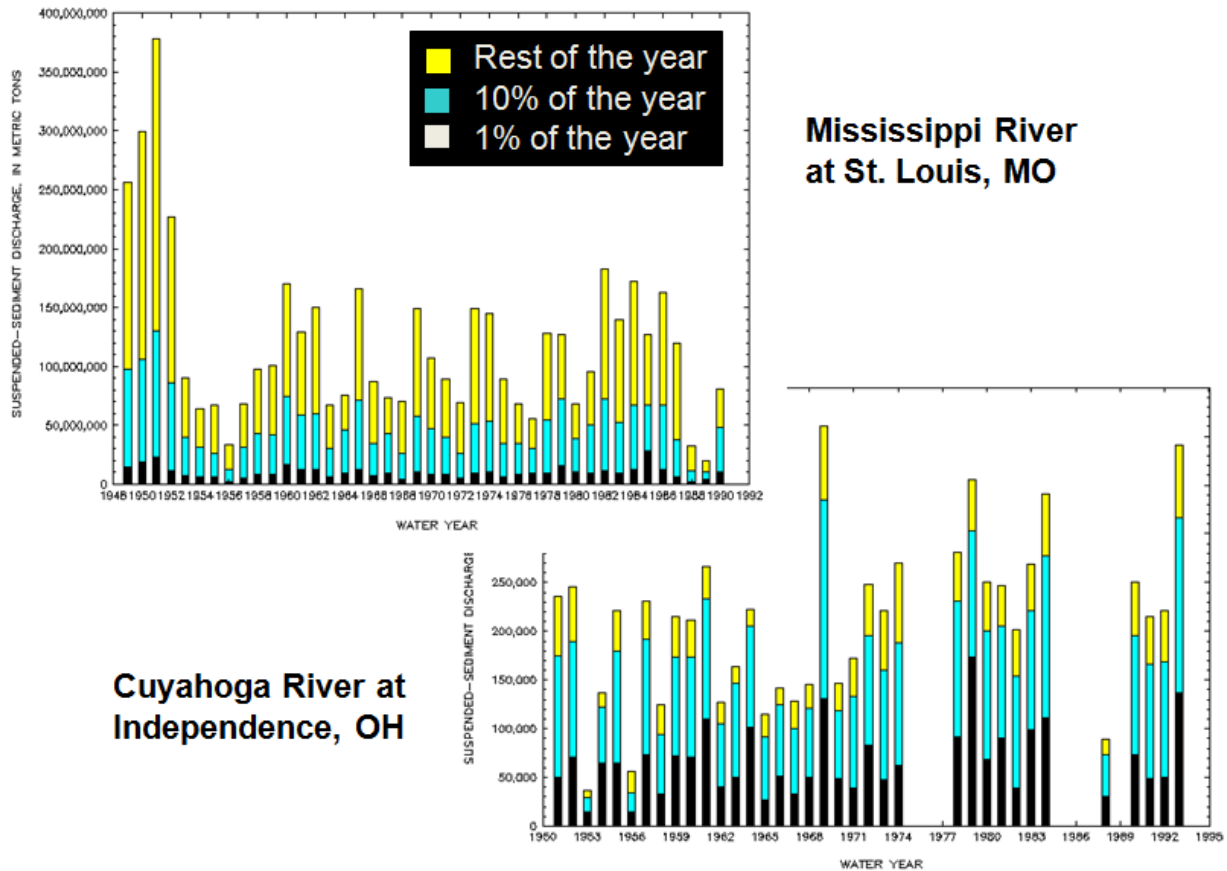 400,000,000
350,000,000
300,000,000
250,000,000
200,000,000
150,000,000
100,000,000
50,000,000
0
SUSPENDED-SEDIMENT DISCHARGE, IN METRIC TONS
Rest of the year
10% of the year
1% of the year
Mississippi River
at St. Louis, MO
1948 1950 1952 1954 1956 1958 1960 1962 1964 1966 1968 1970 1972 1974 1976 1978 1980 1982 1984 1986 1988 1990 1992
WATER YEAR
Cuyahoga River at
Independence, OH
SUSPENDED-SEDIMENT DISCHARGE
250,000
200,000
150,000
100,000
50,000
0
1950 1953 1956 1959 1962 1965 1968 1971 1974 1977 1980 1983 1986 1989 1992 1995
WATER YEAR